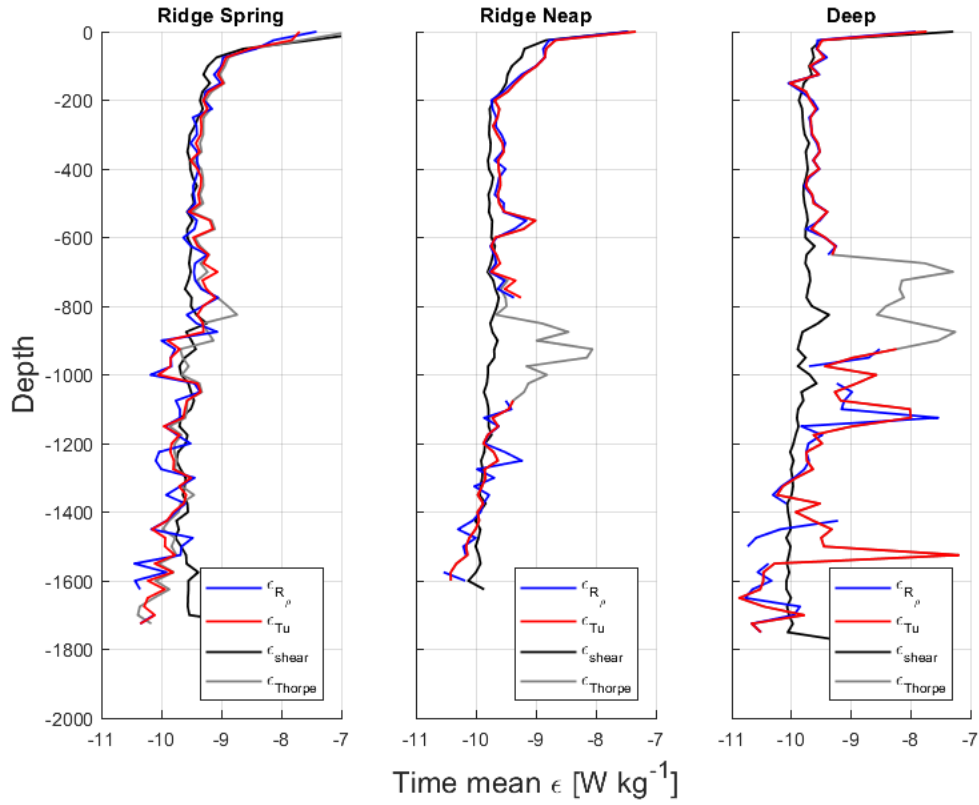 Ridge Spring
Ridge Neap
Deep
0
-200
-400
-600
-800
-1000
-1200
-1400
-1600
-1800
-2000
Depth
-11 -10 -9 -8 -7
-11 -10 -9 -8 -7
-11 -10 -9 -8 -7
ϵ_Rρ
ϵ_Tu
ϵ_shear
ϵ_Thorpe
ϵ_Rρ
ϵ_Tu
ϵ_shear
ϵ_Thorpe
ϵ_Rρ
ϵ_Tu
ϵ_shear
ϵ_Thorpe
Time mean ϵ [W kg⁻¹]